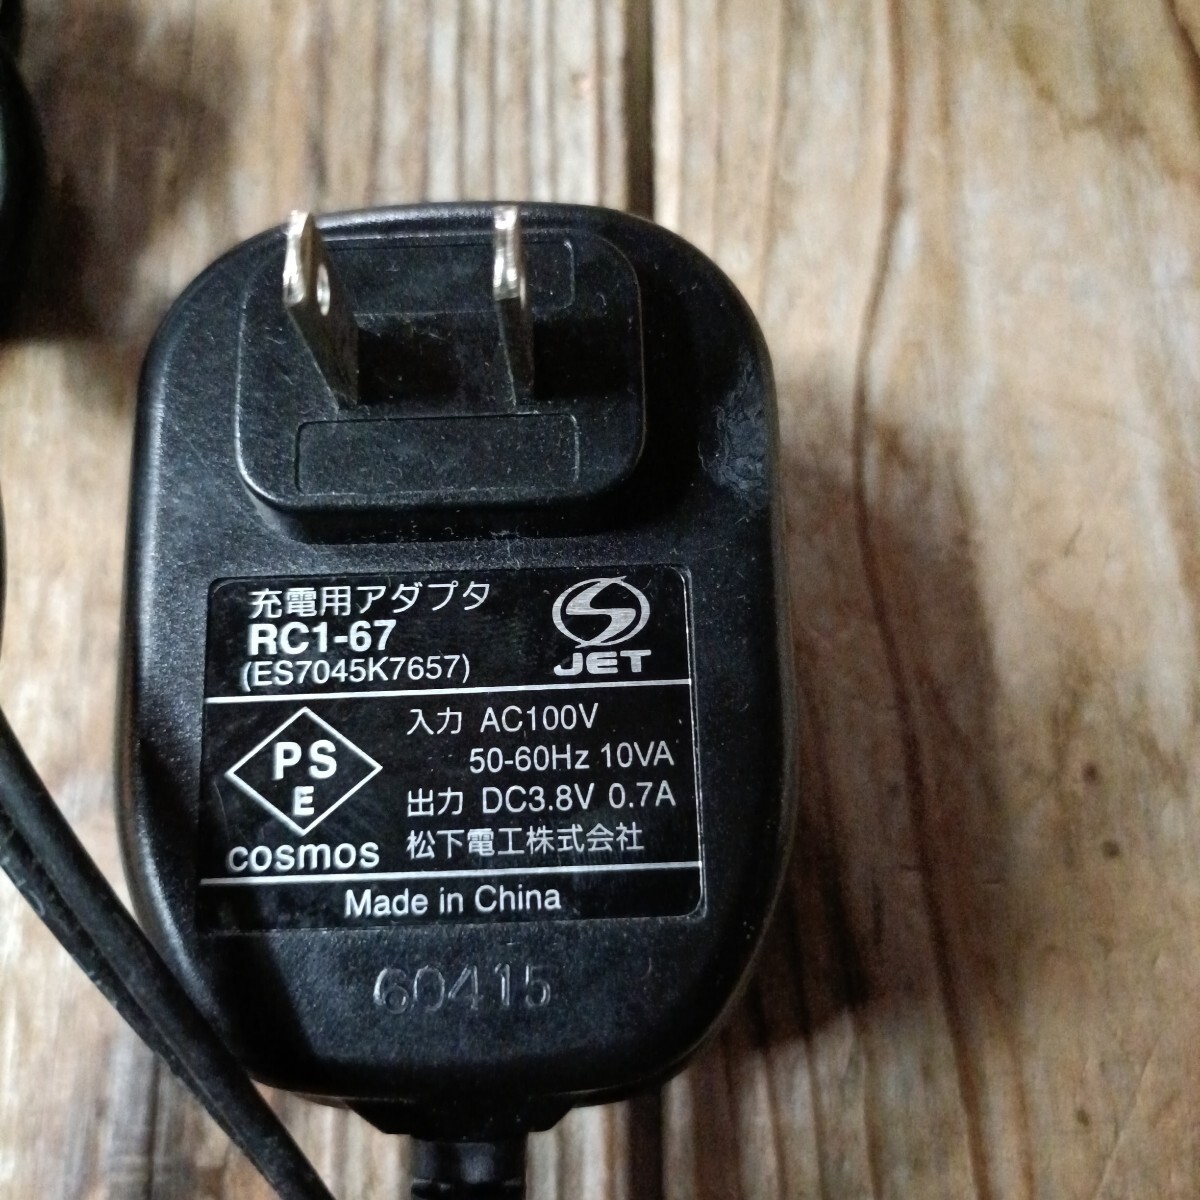 充電用アダプタ
RC1-67
(ES7045K7657)
JET
PS
E
cosmos
入力 AC100V
50-60Hz 10VA
出力 DC3.8V 0.7A
松下電工株式会社
Made in China
60415